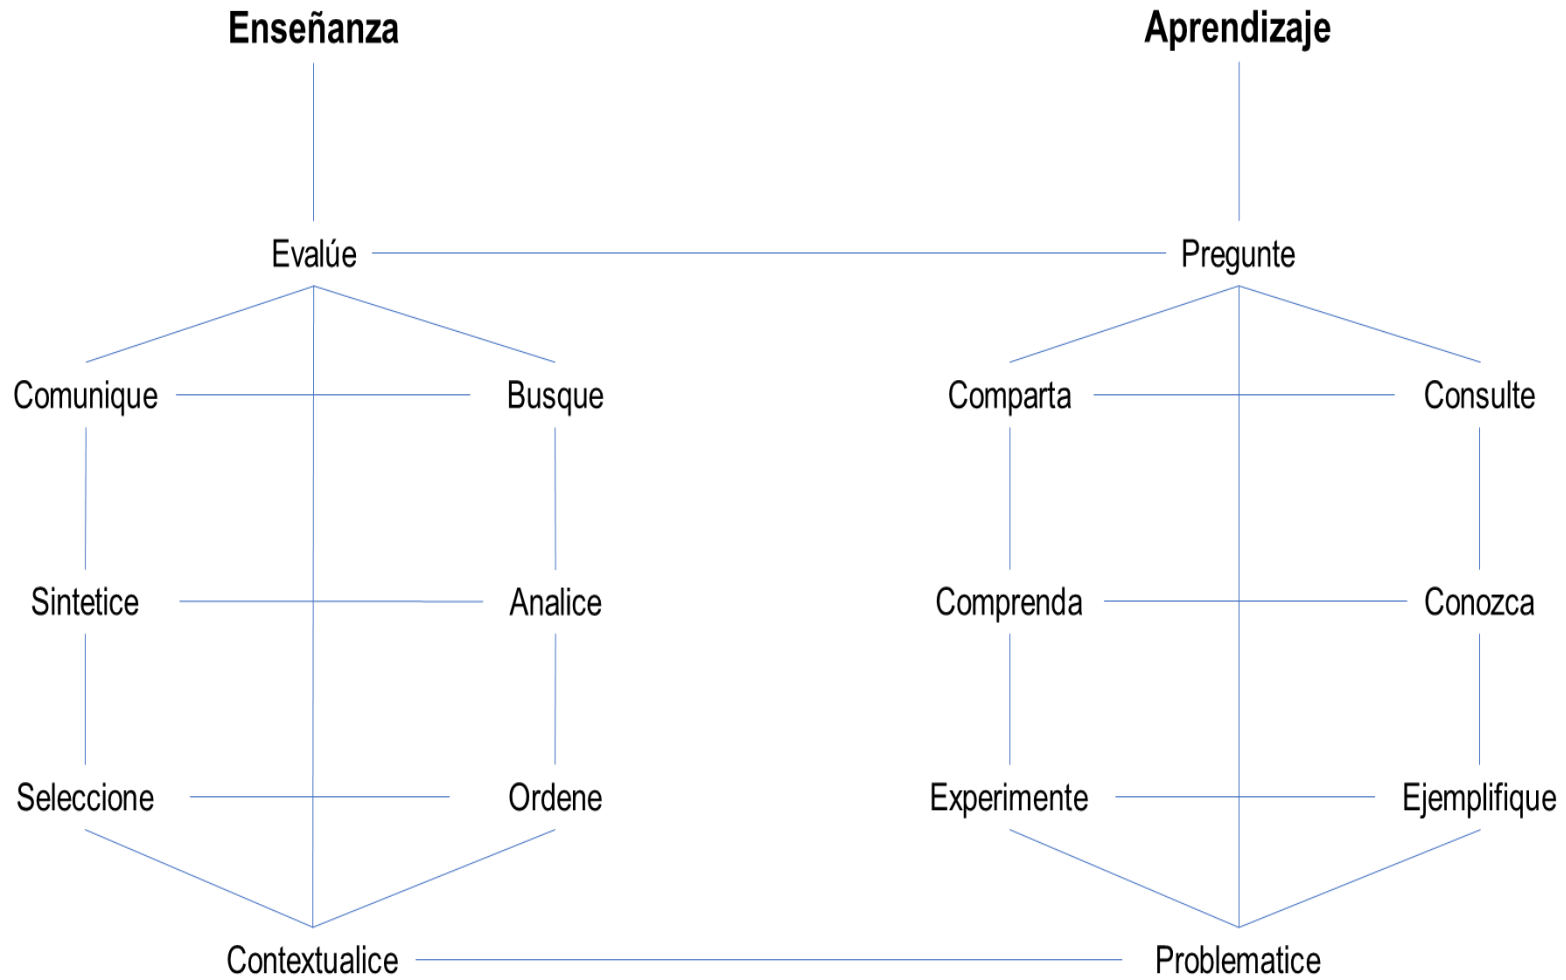 Enseñanza
Aprendizaje
Evalúe
Pregunte
Comunique
Busque
Comparta
Consulte
Sintetice
Analice
Comprenda
Conozca
Seleccione
Ordene
Experimente
Ejemplifique
Contextualice
Problematice